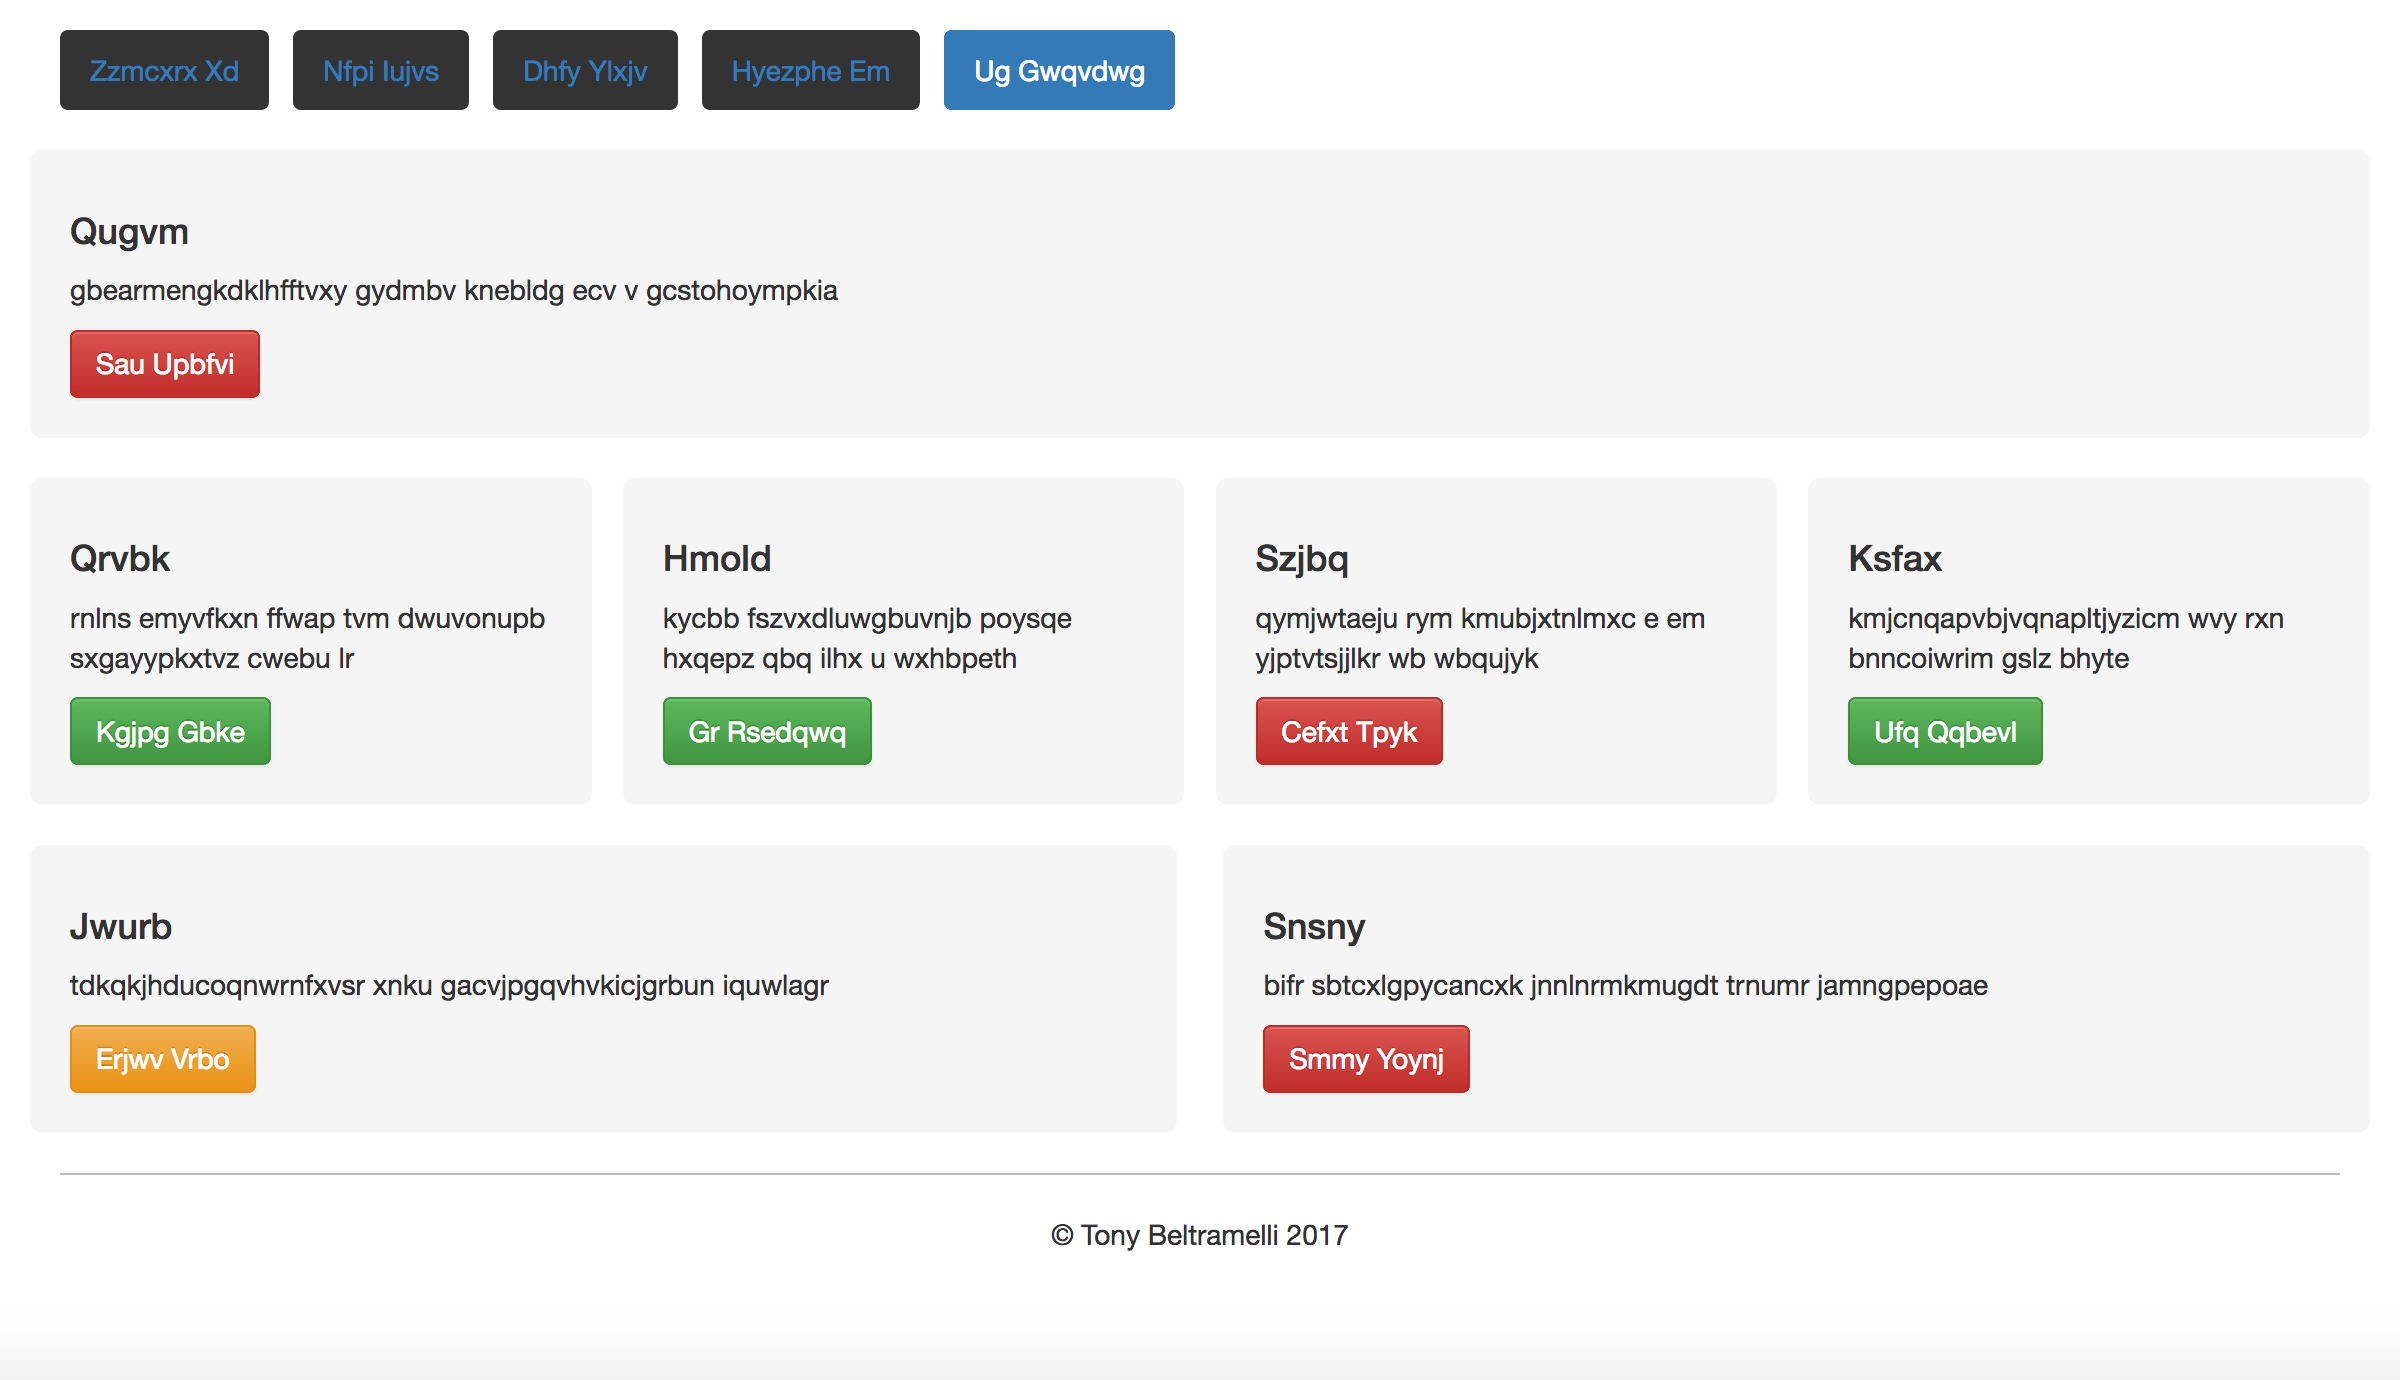 Zzmcxrx Xd Nfpi Iujvs Dhfy Ylxjv Hyezphe Em Ug Gwqvdwg
Qugvm
gbearmengkdklhfftvxy gydmbv knebldg ecv v gcstohoympkia
Sau Upbfvi
Qrvbk
rnlns emyvfkxn ffwap tvm dwuvonupb
sxgayypkxtvz cwebu lr
Kgjpg Gbke
Hmold
kycbb fszvxdluwgbuvnjb poysqe
hxqepz qbq ilhx u wxhbpeth
Gr Rsedqwq
Szjbq
qymjwtaeju rym kmubjxtnlmxc e em
yjptvtsjjlkr wb wbqujyk
Cefxt Tpyk
Ksfax
kmjcnqapvbjvqnapltjyzicm wvy rxn
bnncoiwrim gslz bhyte
Ufq Qqbevl
Jwurb
tdkqkjhducoqnwrnfxvsr xnku gacvjpgqvhvkicjgrbun iquwlagr
Erjwv Vrbo
Snsny
bifr sbtcxlgpycancxk jnnlnrmkmugdt trnumr jamngpepoae
Smmy Yoynj
© Tony Beltramelli 2017